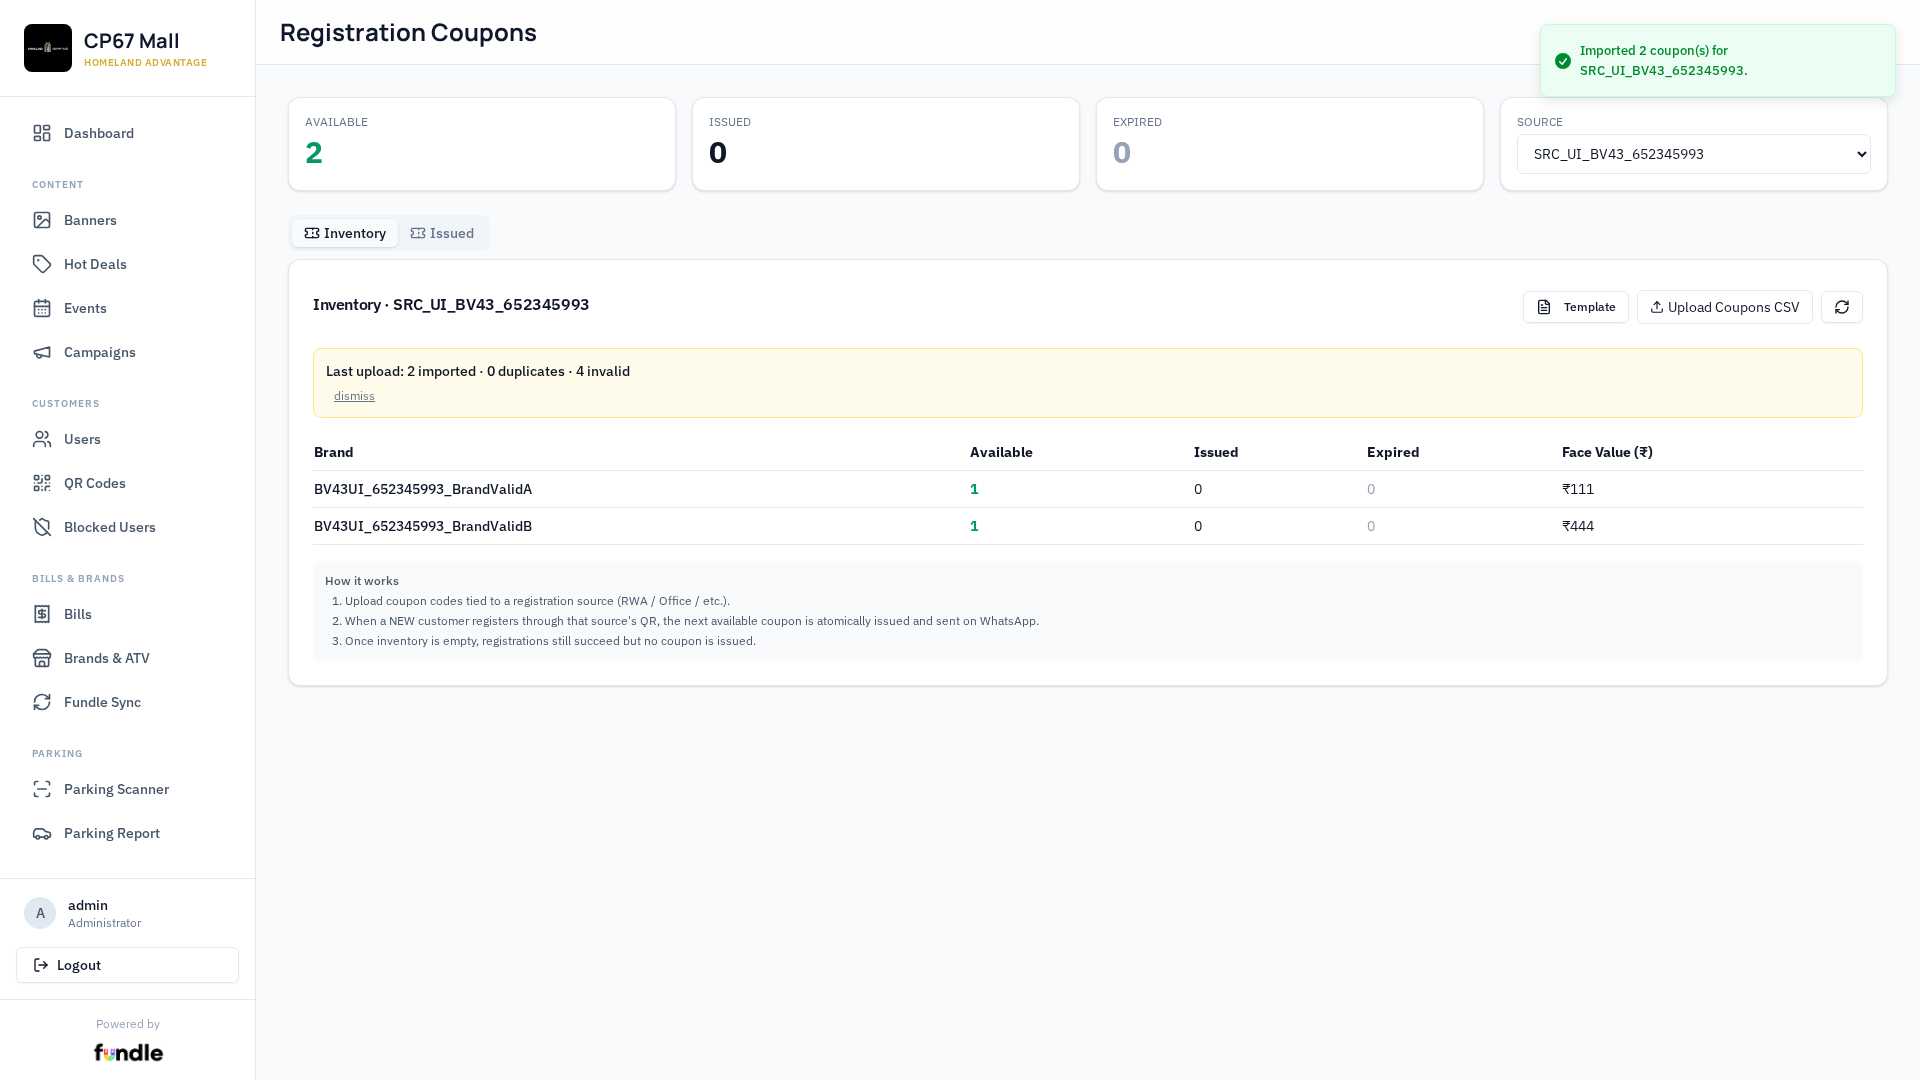 CP67 Mall
HOMELAND ADVANTAGE
Dashboard
CONTENT
Banners
Hot Deals
Events
Campaigns
CUSTOMERS
Users
QR Codes
Blocked Users
BILLS & BRANDS
Bills
Brands & ATV
Fundle Sync
PARKING
Parking Scanner
Parking Report
A
admin
Administrator
Logout
Powered by
fundle
Registration Coupons
Imported 2 coupon(s) for
SRC_UI_BV43_652345993.
AVAILABLE
2
ISSUED
0
EXPIRED
0
SOURCE
SRC_UI_BV43_652345993
Inventory
Issued
Inventory · SRC_UI_BV43_652345993
Template
Upload Coupons CSV
Last upload: 2 imported · 0 duplicates · 4 invalid
dismiss
Brand Available Issued Expired Face Value (₹)
BV43UI_652345993_BrandValidA 1 0 0 ₹111
BV43UI_652345993_BrandValidB 1 0 0 ₹444
How it works
1. Upload coupon codes tied to a registration source (RWA / Office / etc.).
2. When a NEW customer registers through that source's QR, the next available coupon is atomically issued and sent on WhatsApp.
3. Once inventory is empty, registrations still succeed but no coupon is issued.